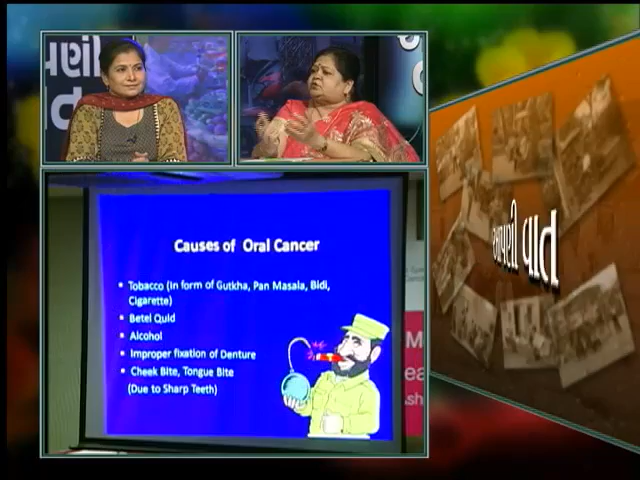 Causes of Oral Cancer
Tobacco (in form of Gutkha, Pan Masala, Bidi,
Cigarette)
Betel Quid
Alcohol
Improper fixation of Denture
Cheek Bite, Tongue Bite
(Due to Sharp Teeth)
આપણી વાત